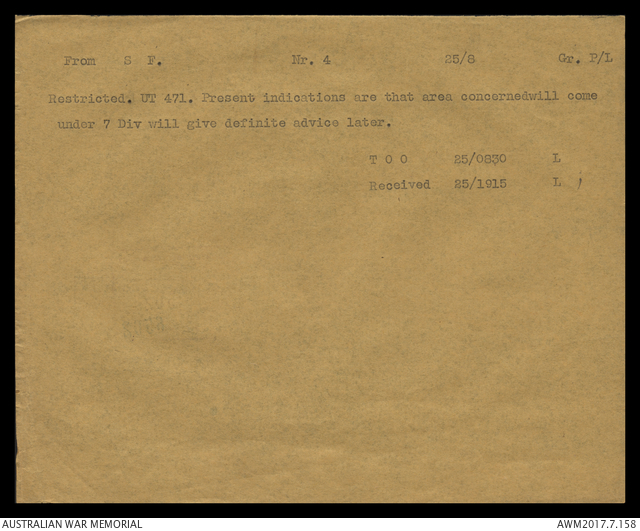 From S F. Nr. 4 25/8 Gr. P/L
Restricted. UT 471. Present indications are that area concernedwill come
under 7 Div will give definite advice later.
T O O 25/0830 L
Received 25/1915 L
AUSTRALIAN WAR MEMORIAL AWM2017.7.158